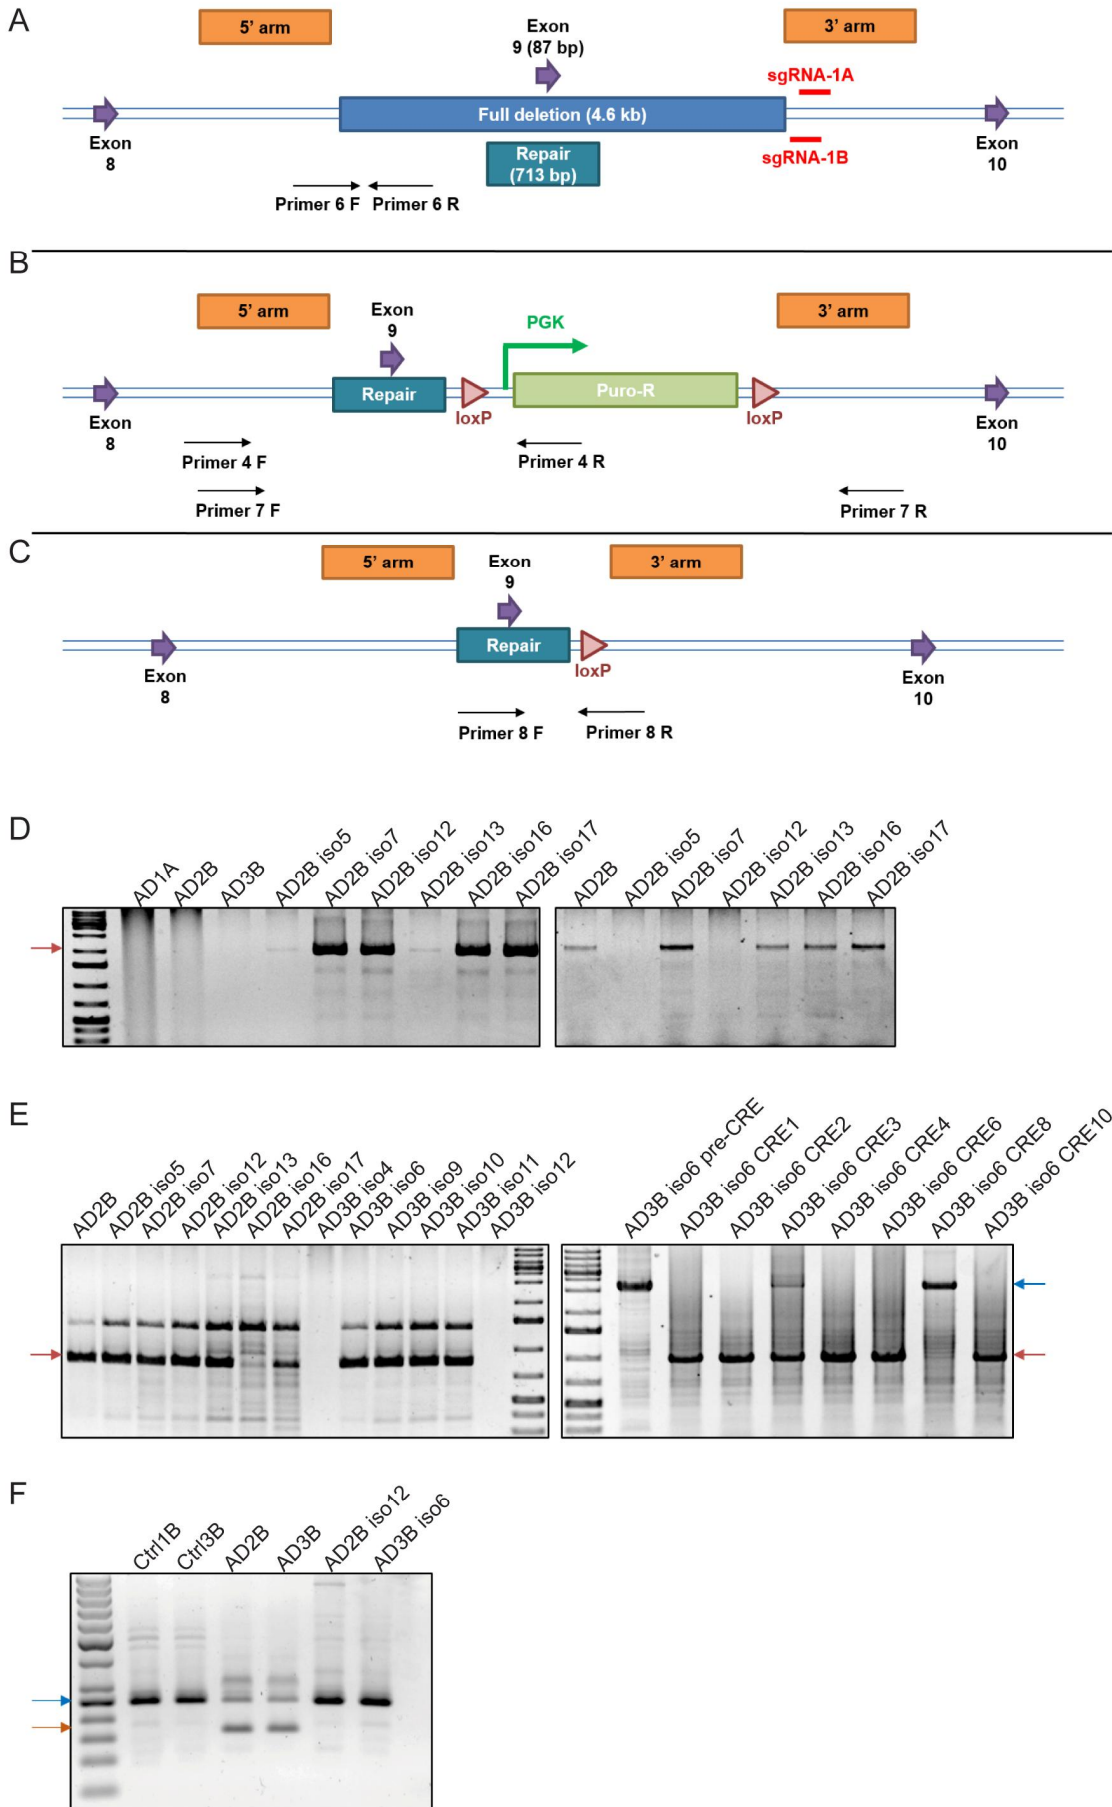 A
5’ arm
Exon
9 (87 bp)
3’ arm
sgRNA-1A
Full deletion (4.6 kb)
Exon
8
Repair
(713 bp)
sgRNA-1B
Exon
10
Primer 6 F
Primer 6 R
B
5’ arm
Exon
9
PGK
3’ arm
Repair
Puro-R
Exon
8
loxP
loxP
Exon
10
Primer 4 F
Primer 4 R
Primer 7 F
Primer 7 R
C
5’ arm
Exon
9
3’ arm
Repair
Exon
8
loxP
Exon
10
Primer 8 F
Primer 8 R
D
AD1A
AD2B
AD3B
AD2B iso5
AD2B iso7
AD2B iso12
AD2B iso13
AD2B iso16
AD2B iso17
AD2B
AD2B iso5
AD2B iso7
AD2B iso12
AD2B iso13
AD2B iso16
AD2B iso17
E
AD2B
AD2B iso5
AD2B iso7
AD2B iso12
AD2B iso13
AD2B iso16
AD2B iso17
AD3B iso4
AD3B iso6
AD3B iso9
AD3B iso10
AD3B iso11
AD3B iso12
AD3B iso6 pre-CRE
AD3B iso6 CRE1
AD3B iso6 CRE2
AD3B iso6 CRE3
AD3B iso6 CRE4
AD3B iso6 CRE6
AD3B iso6 CRE8
AD3B iso6 CRE10
F
Ctrl1B
Ctrl3B
AD2B
AD3B
AD2B iso12
AD3B iso6